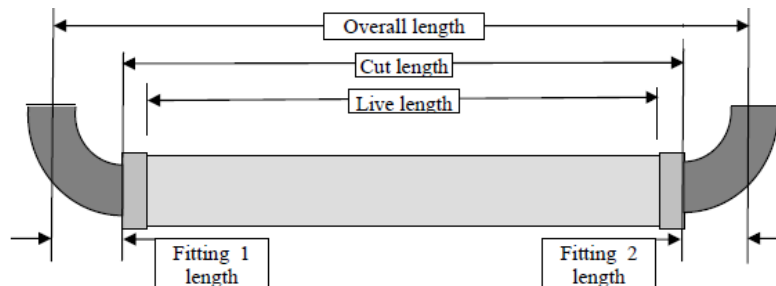 Overall length
Cut length
Live length
Fitting 1
length
Fitting 2
length